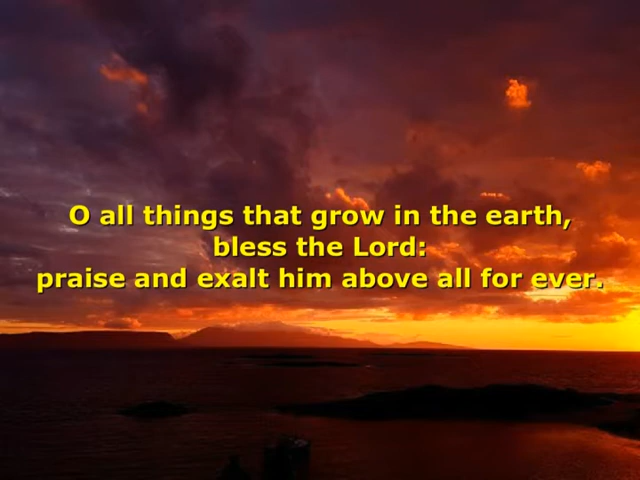 O all things that grow in the earth,
bless the Lord:
praise and exalt him above all for ever.